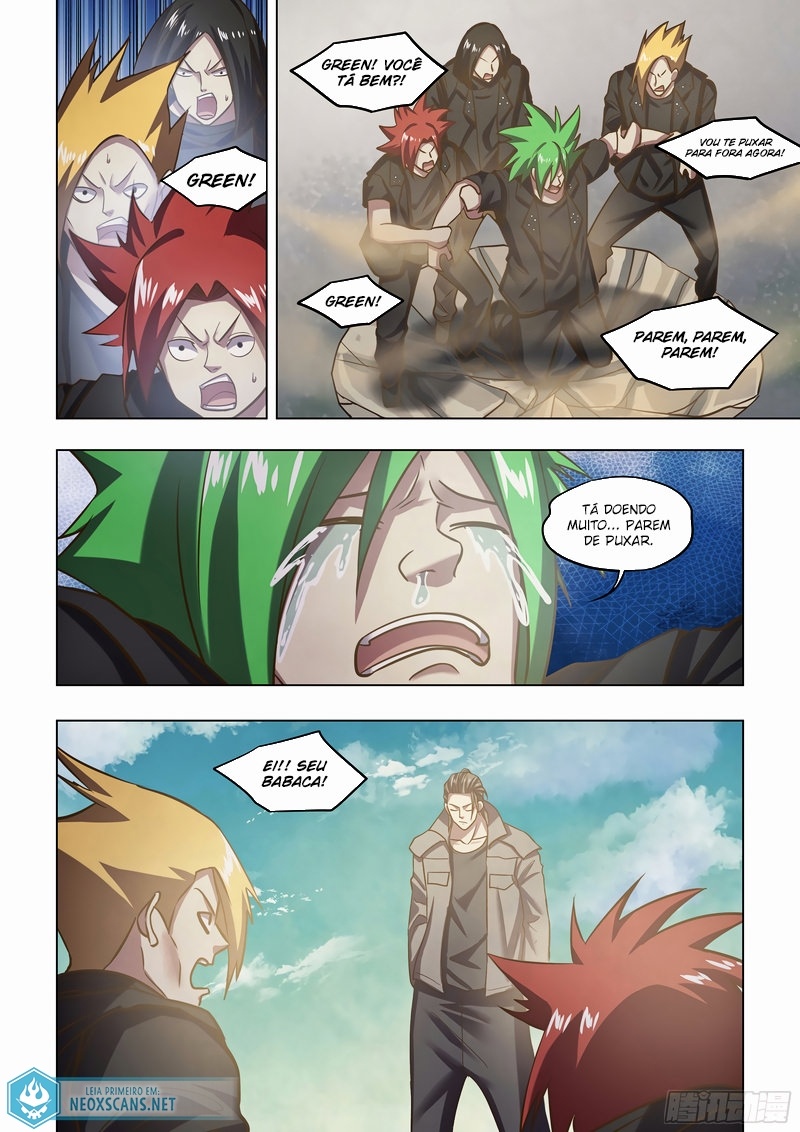 GREEN!
GREEN! VOCÊ
TÁ BEM?!
VOU TE PUXAR
PARA FORA AGORA!
GREEN!
PAREM, PAREM,
PAREM!
TÁ DOENDO
MUITO... PAREM
DE PUXAR.
EI!! SEU
BABACA!
LEIA PRIMEIRO EM:
NEOXSCANS.NET
腾讯动漫